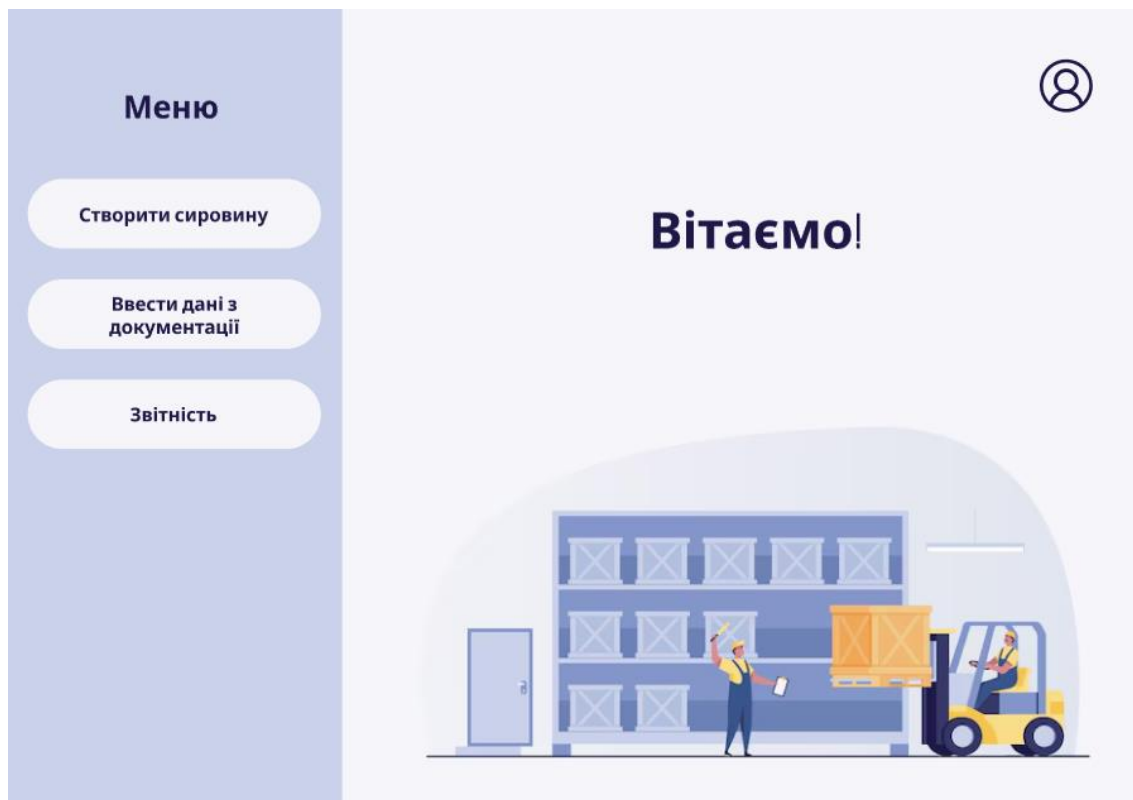 Меню
Створити сировину
Ввести дані з
документації
Звітність
Вітаємо!